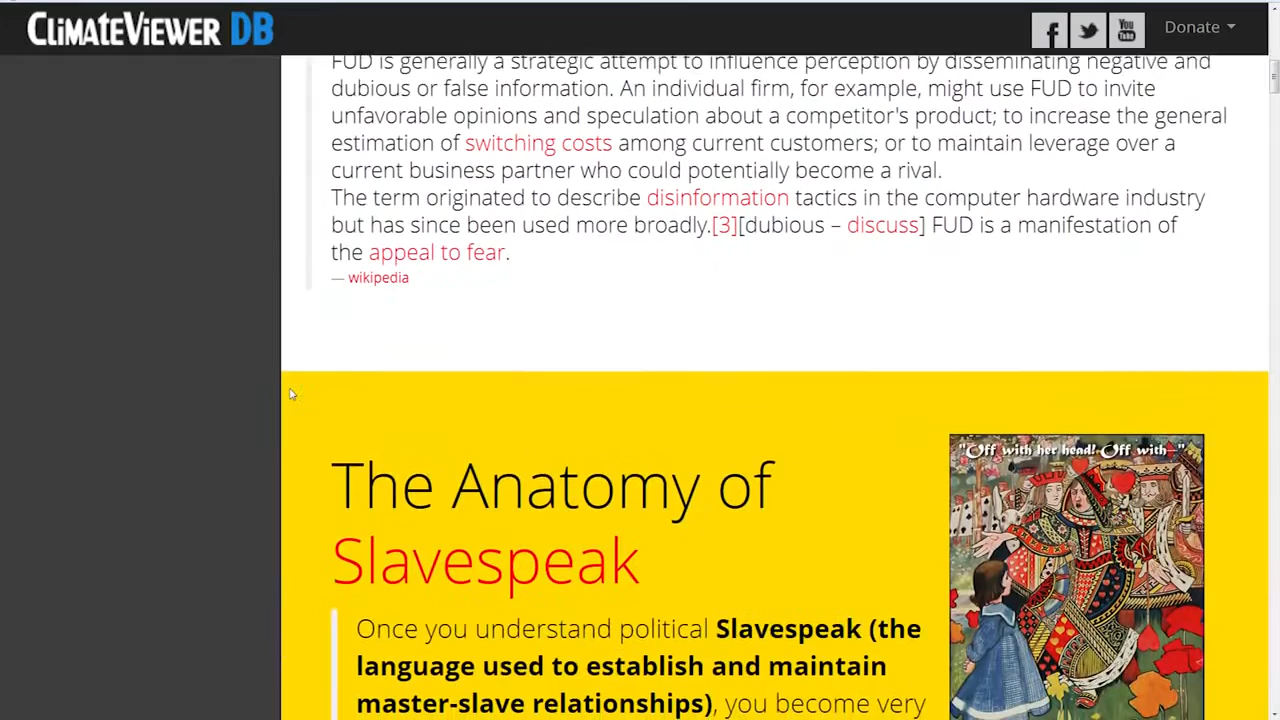 CLIMATEVIEWER DB
Donate
FUD is generally a strategic attempt to influence perception by disseminating negative and
dubious or false information. An individual firm, for example, might use FUD to invite
unfavorable opinions and speculation about a competitor's product; to increase the general
estimation of switching costs among current customers; or to maintain leverage over a
current business partner who could potentially become a rival.
The term originated to describe disinformation tactics in the computer hardware industry
but has since been used more broadly.[3][dubious – discuss] FUD is a manifestation of
the appeal to fear.
— wikipedia
"Off with her head! Off with—"
The Anatomy of
Slavespeak
Once you understand political Slavespeak (the
language used to establish and maintain
master-slave relationships), you become very